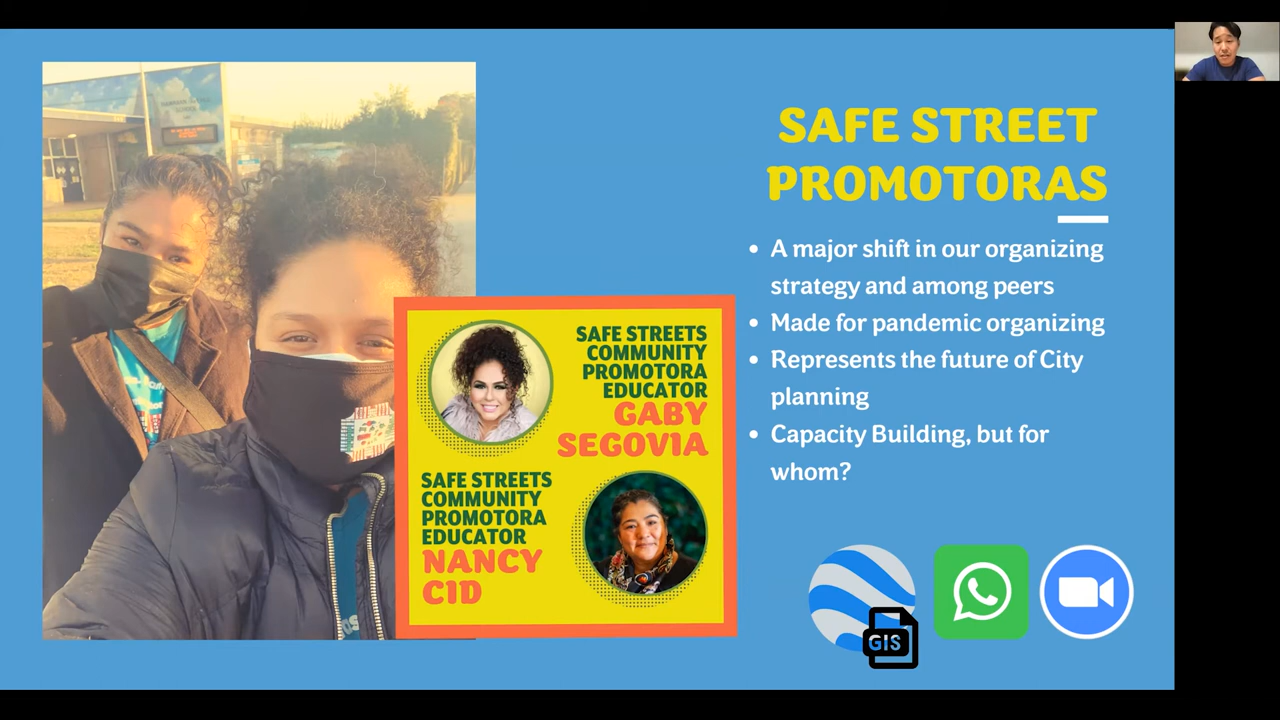 SAFE STREET
PROMOTORAS
• A major shift in our organizing
strategy and among peers
• Made for pandemic organizing
• Represents the future of City
planning
• Capacity Building, but for
whom?
SAFE STREETS
COMMUNITY
PROMOTORA
EDUCATOR
GABY
SEGOVIA
SAFE STREETS
COMMUNITY
PROMOTORA
EDUCATOR
NANCY
CID
GIS